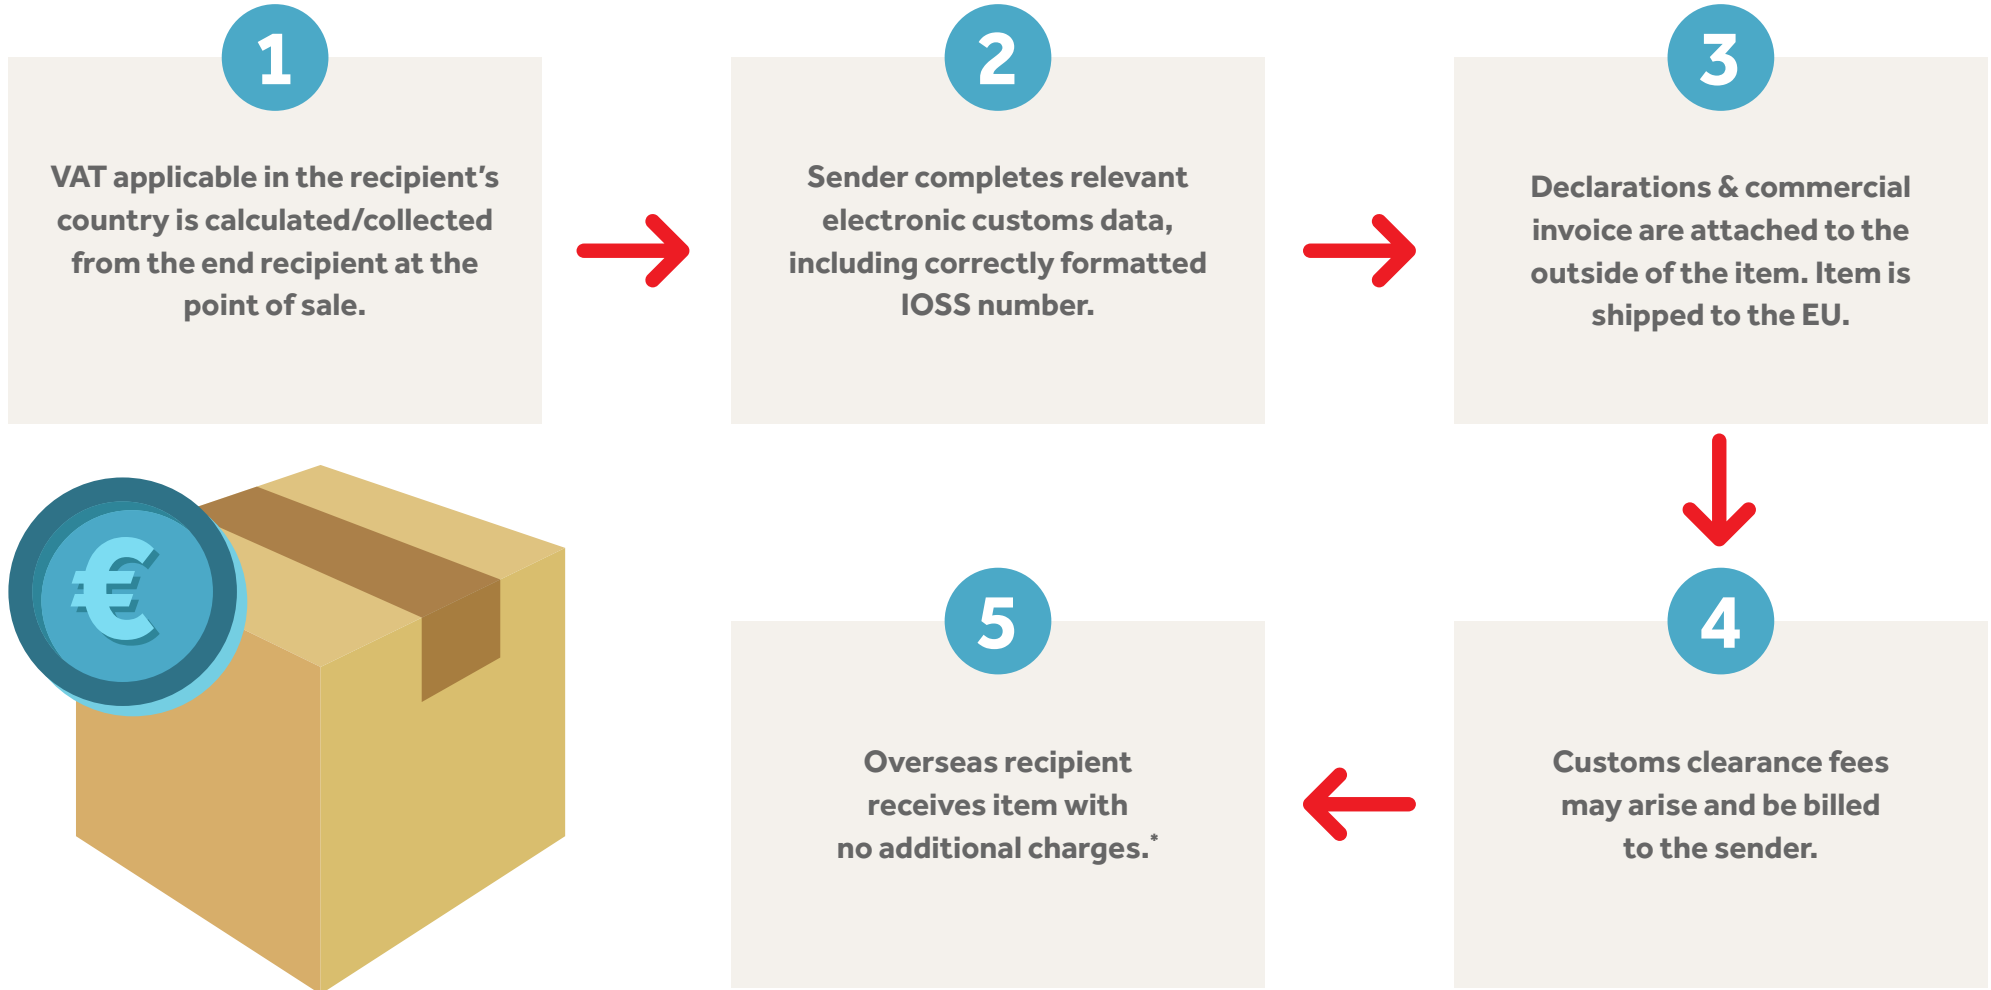 1
VAT applicable in the recipient's
country is calculated/collected
from the end recipient at the
point of sale.
2
Sender completes relevant
electronic customs data,
including correctly formatted
IOSS number.
3
Declarations & commercial
invoice are attached to the
outside of the item. Item is
shipped to the EU.
4
Customs clearance fees
may arise and be billed
to the sender.
5
Overseas recipient
receives item with
no additional charges.*
€